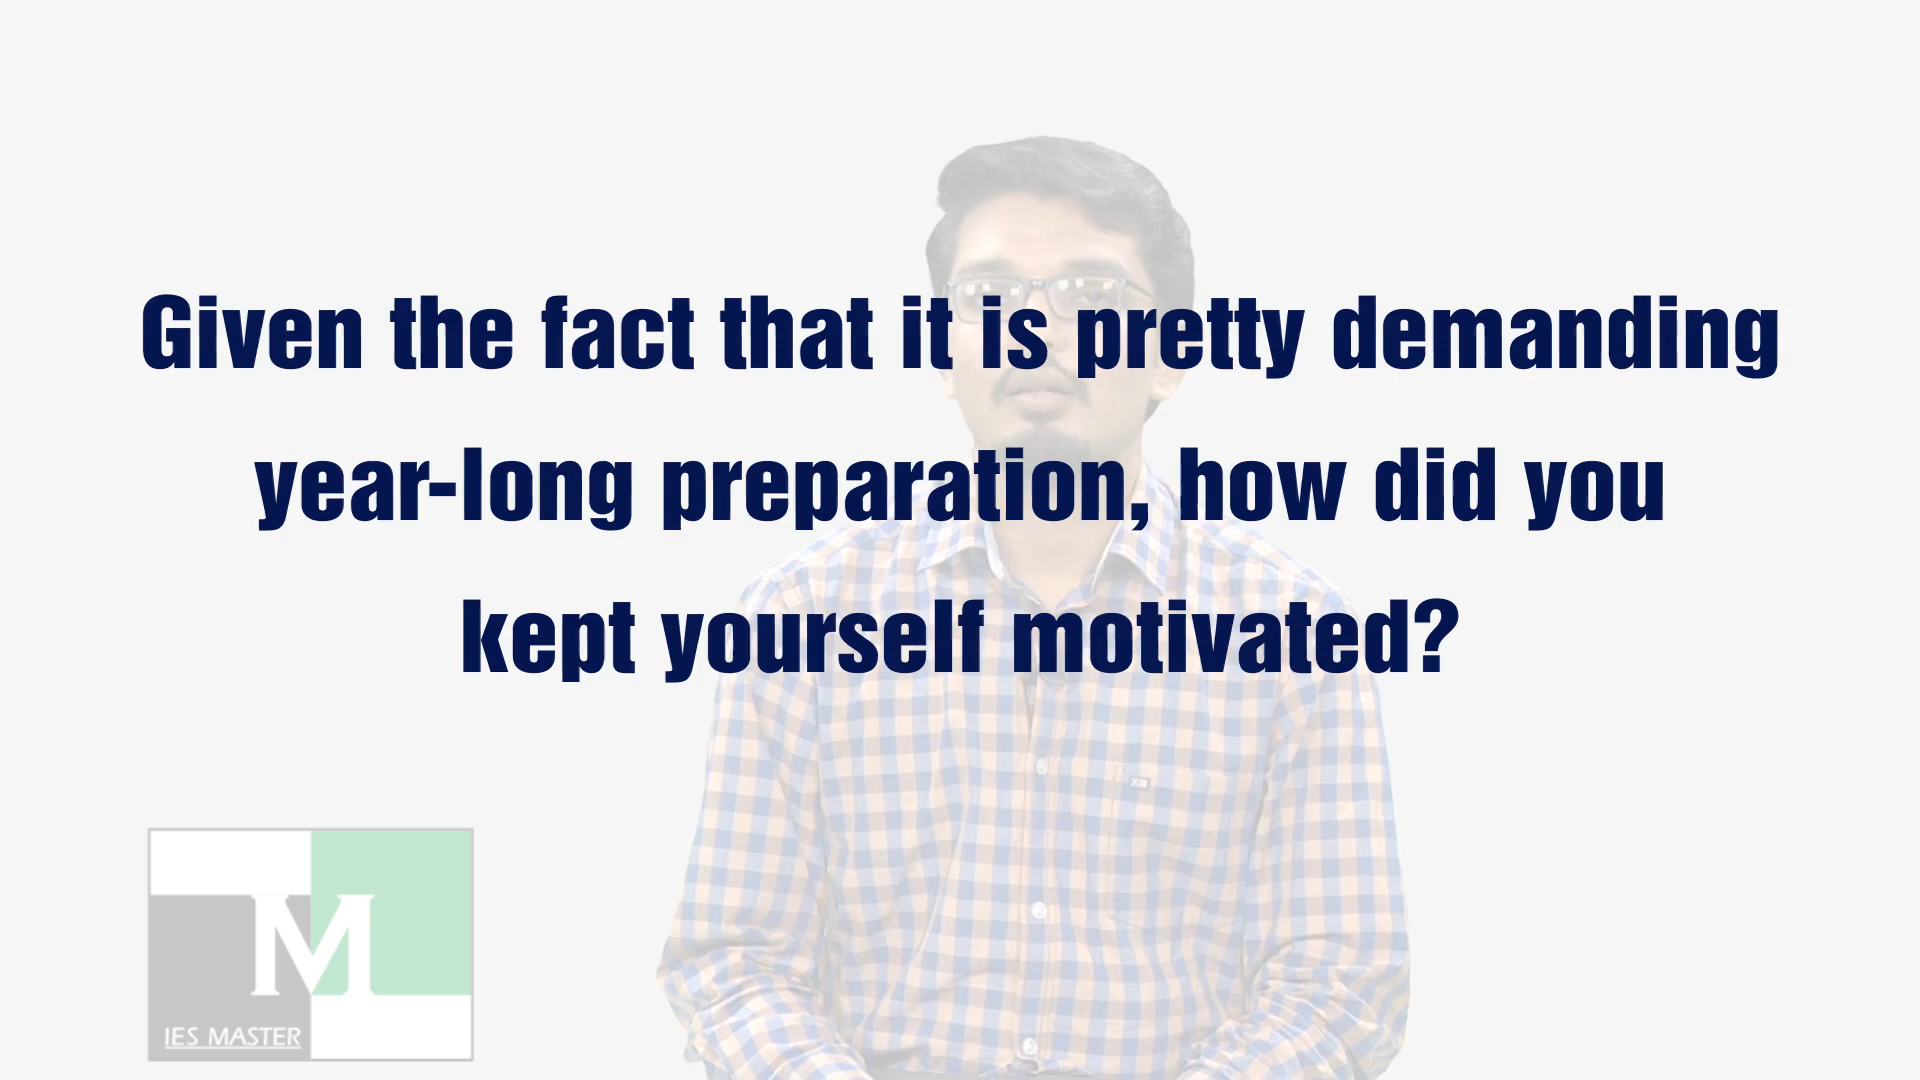 Given the fact that it is pretty demanding
year-long preparation, how did you
kept yourself motivated?
M
IES MASTER